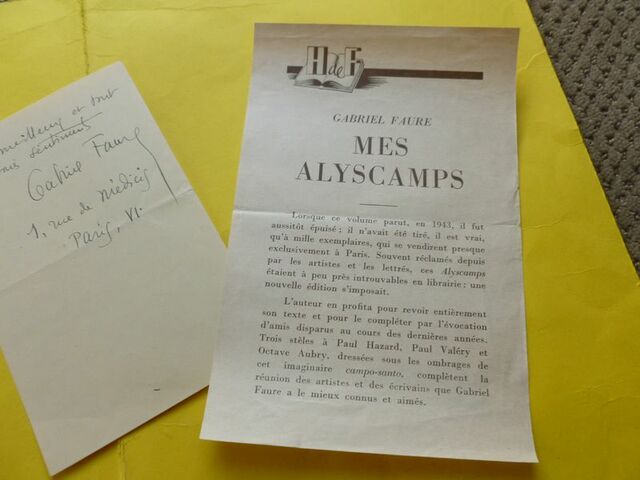 meilleurs et tout
mes sentiments
Gabriel Faure
1, rue de Médicis
Paris, VI.
H de F
GABRIEL FAURE
MES
ALYSCAMPS
Lorsque ce volume parut, en 1943, il fut
aussitôt épuisé ; il n'avait été tiré, il est vrai,
qu'à mille exemplaires, qui se vendirent presque
exclusivement à Paris. Souvent réclamés depuis
par les artistes et les lettrés, ces Alyscamps
étaient à peu près introuvables en librairie : une
nouvelle édition s'imposait.
L'auteur en profita pour revoir entièrement
son texte et pour le compléter par l'évocation
d'amis disparus au cours des dernières années.
Trois stèles à Paul Hazard, Paul Valéry et
Octave Aubry, dressées sous les ombrages de
cet imaginaire campo-santo, complètent la
réunion des artistes et des écrivains que Gabriel
Faure a le mieux connus et aimés.